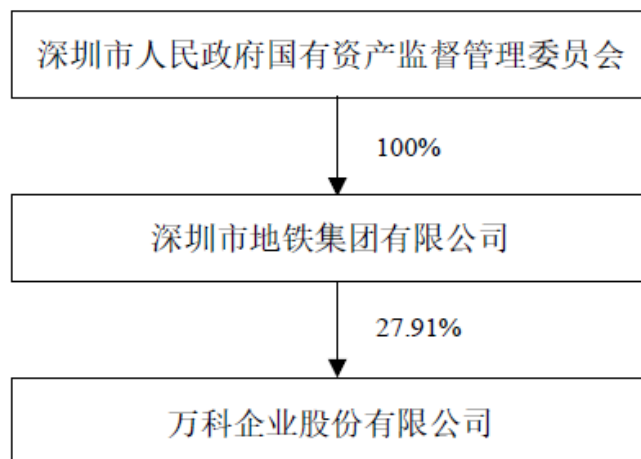 深圳市人民政府国有资产监督管理委员会
100%
深圳市地铁集团有限公司
27.91%
万科企业股份有限公司